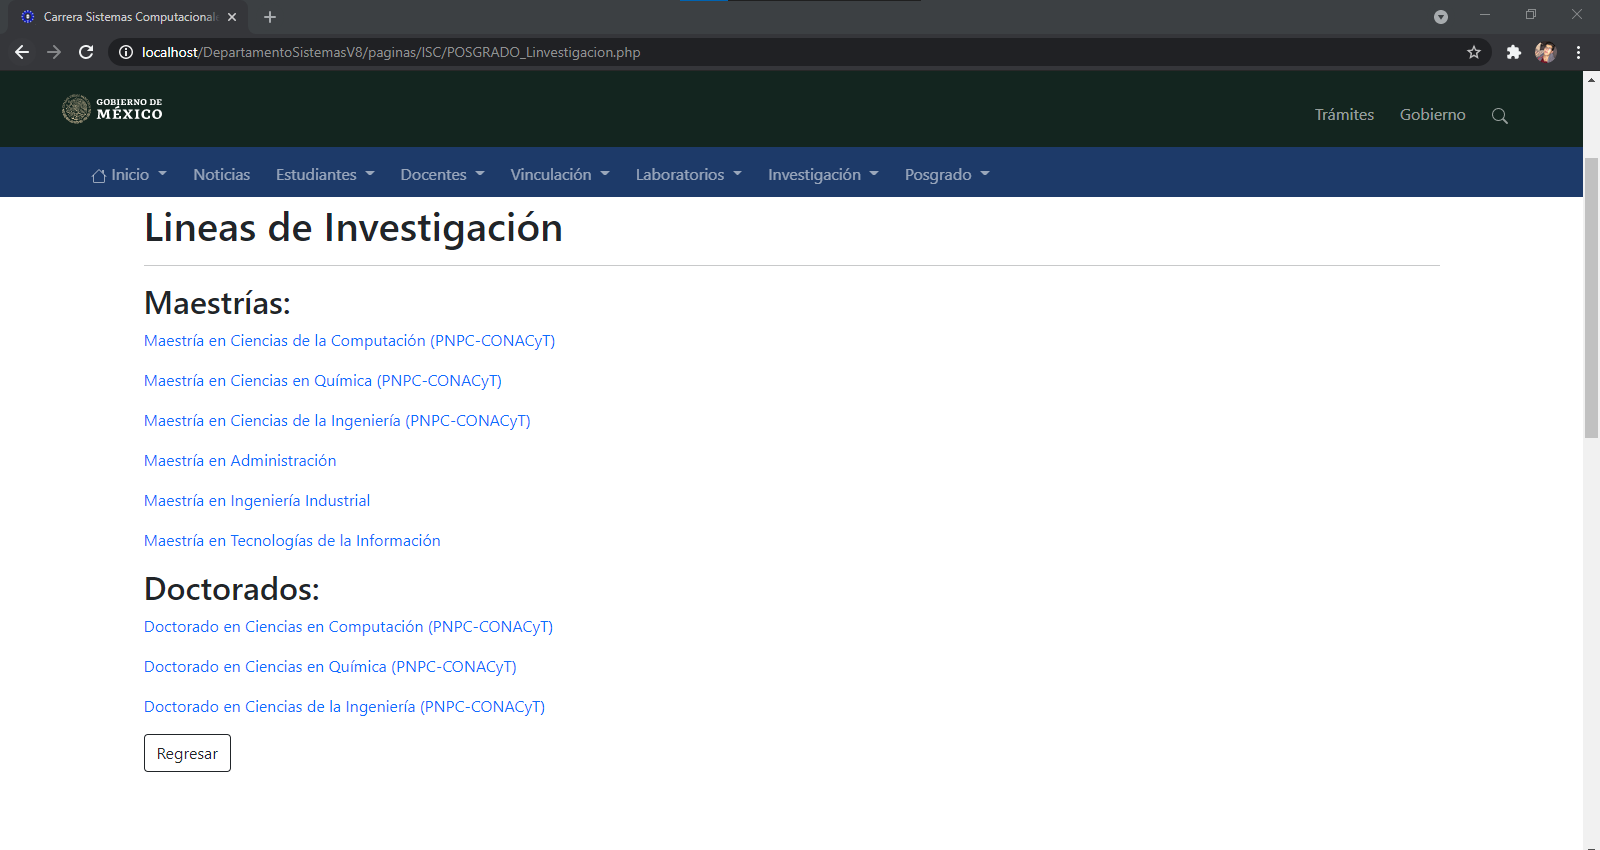 Carrera Sistemas Computacionale
localhost/DepartamentoSistemasV8/paginas/ISC/POSGRADO_Linvestigacion.php
GOBIERNO DE
MÉXICO
Trámites Gobierno
Inicio Noticias Estudiantes Docentes Vinculación Laboratorios Investigación Posgrado
Lineas de Investigación
Maestrías:
Maestría en Ciencias de la Computación (PNPC-CONACyT)
Maestría en Ciencias en Química (PNPC-CONACyT)
Maestría en Ciencias de la Ingeniería (PNPC-CONACyT)
Maestría en Administración
Maestría en Ingeniería Industrial
Maestría en Tecnologías de la Información
Doctorados:
Doctorado en Ciencias en Computación (PNPC-CONACyT)
Doctorado en Ciencias en Química (PNPC-CONACyT)
Doctorado en Ciencias de la Ingeniería (PNPC-CONACyT)
Regresar